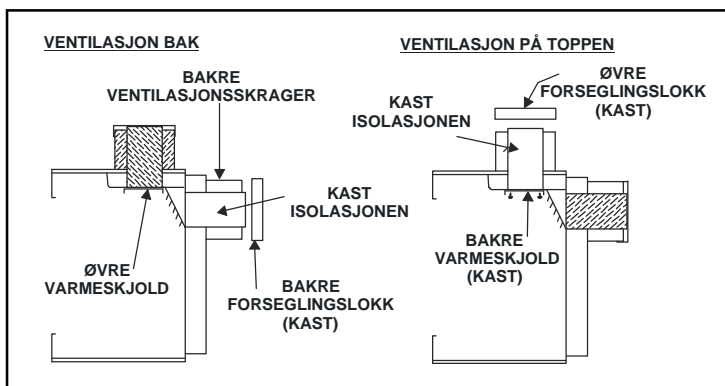 VENTILASJON BAK
BAKRE
VENTILASJONSSKRAGER
KAST
ISOLASJONEN
ØVRE
VARMESKJOLD
BAKRE
FORSEGLINGSLOKK
(KAST)
VENTILASJON PÅ TOPPEN
ØVRE
FORSEGLINGSLOKK
(KAST)
KAST
ISOLASJONEN
BAKRE
VARMESKJOLD
(KAST)